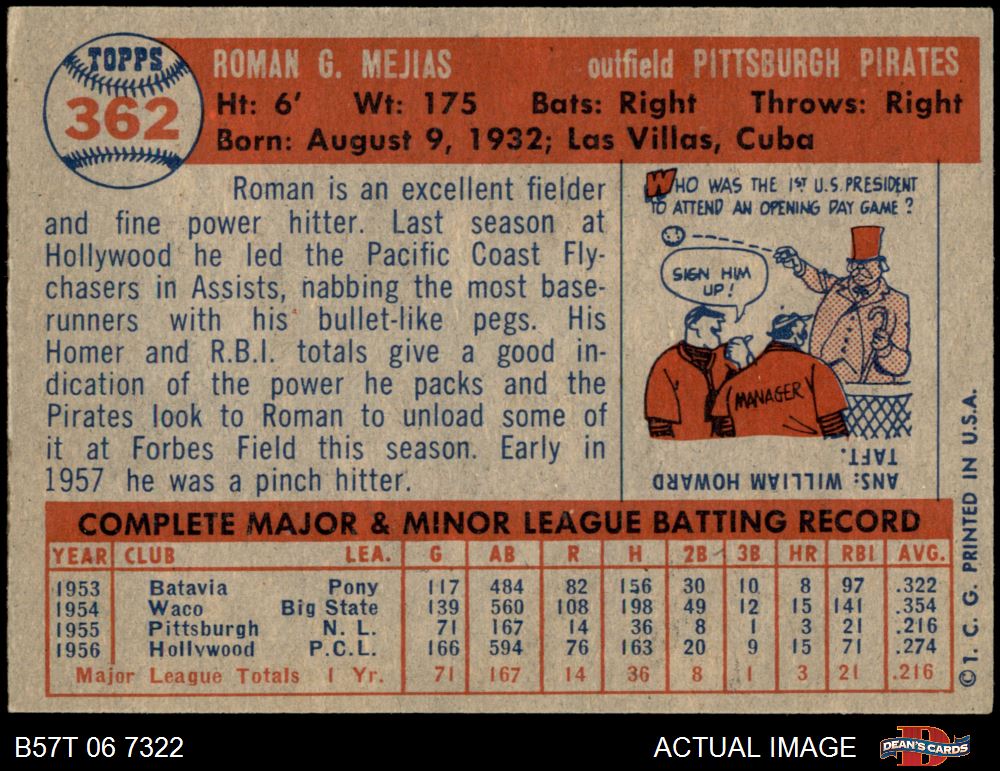 TOPPS
362
ROMAN G. MEJIAS outfield PITTSBURGH PIRATES
Ht: 6' Wt: 175 Bats: Right Throws: Right
Born: August 9, 1932; Las Villas, Cuba
Roman is an excellent fielder
and fine power hitter. Last season at
Hollywood he led the Pacific Coast Fly-
chasers in Assists, nabbing the most base-
runners with his bullet-like pegs. His
Homer and R.B.I. totals give a good in-
dication of the power he packs and the
Pirates look to Roman to unload some of
it at Forbes Field this season. Early in
1957 he was a pinch hitter.
WHO WAS THE 1ST U.S. PRESIDENT
TO ATTEND AN OPENING DAY GAME?
SIGN HIM
UP!
MANAGER
ANS: WILLIAM HOWARD
TAFT.
COMPLETE MAJOR & MINOR LEAGUE BATTING RECORD
YEAR CLUB LEA. G AB R H 2B 3B HR RBI AVG.
1953 Batavia Pony 117 484 82 156 30 10 8 97 .322
1954 Waco Big State 139 560 108 198 49 12 15 141 .354
1955 Pittsburgh N. L. 71 167 14 36 8 1 3 21 .216
1956 Hollywood P.C.L. 166 594 76 163 20 9 15 71 .274
Major League Totals 1 Yr. 71 167 14 36 8 1 3 21 .216
© T. C. G. PRINTED IN U.S.A.
B57T 06 7322
ACTUAL IMAGE
DEAN'S CARDS